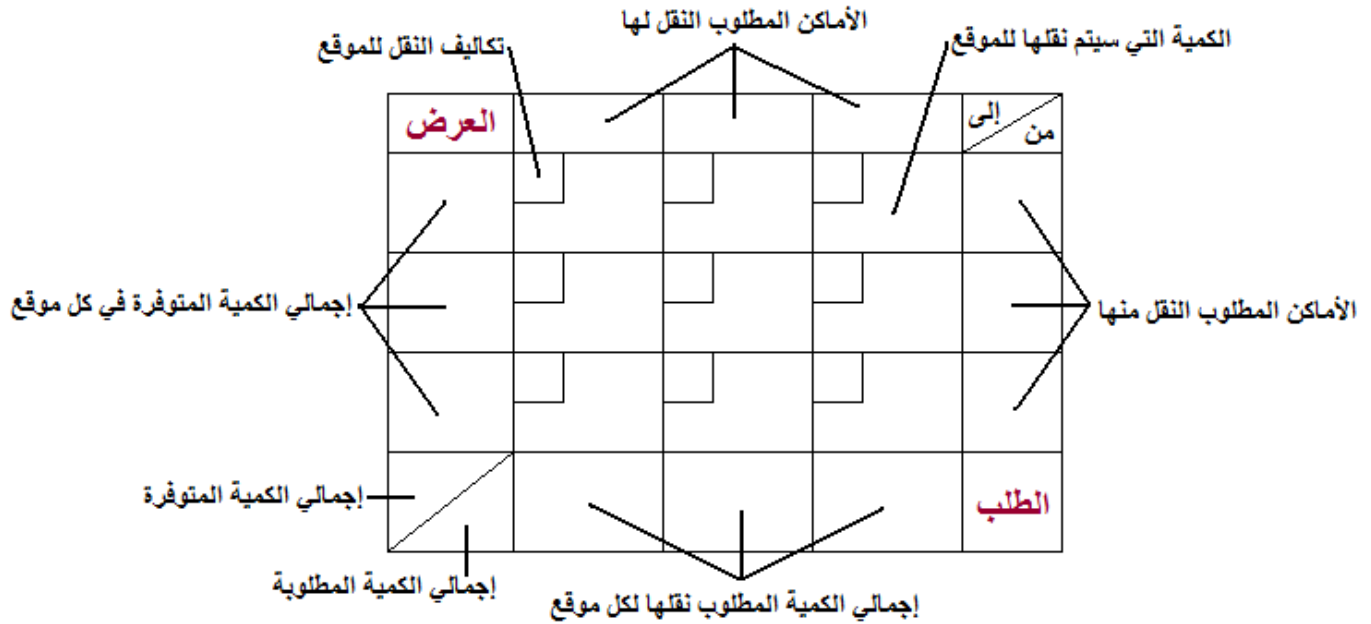 الأماكن المطلوب النقل لها
الكمية التي سيتم نقلها للموقع
تكاليف النقل للموقع
إلى
من
العرض
إجمالي الكمية المتوفرة في كل موقع
الأماكن المطلوب النقل منها
إجمالي الكمية المتوفرة
الطلب
إجمالي الكمية المطلوبة
إجمالي الكمية المطلوب نقلها لكل موقع